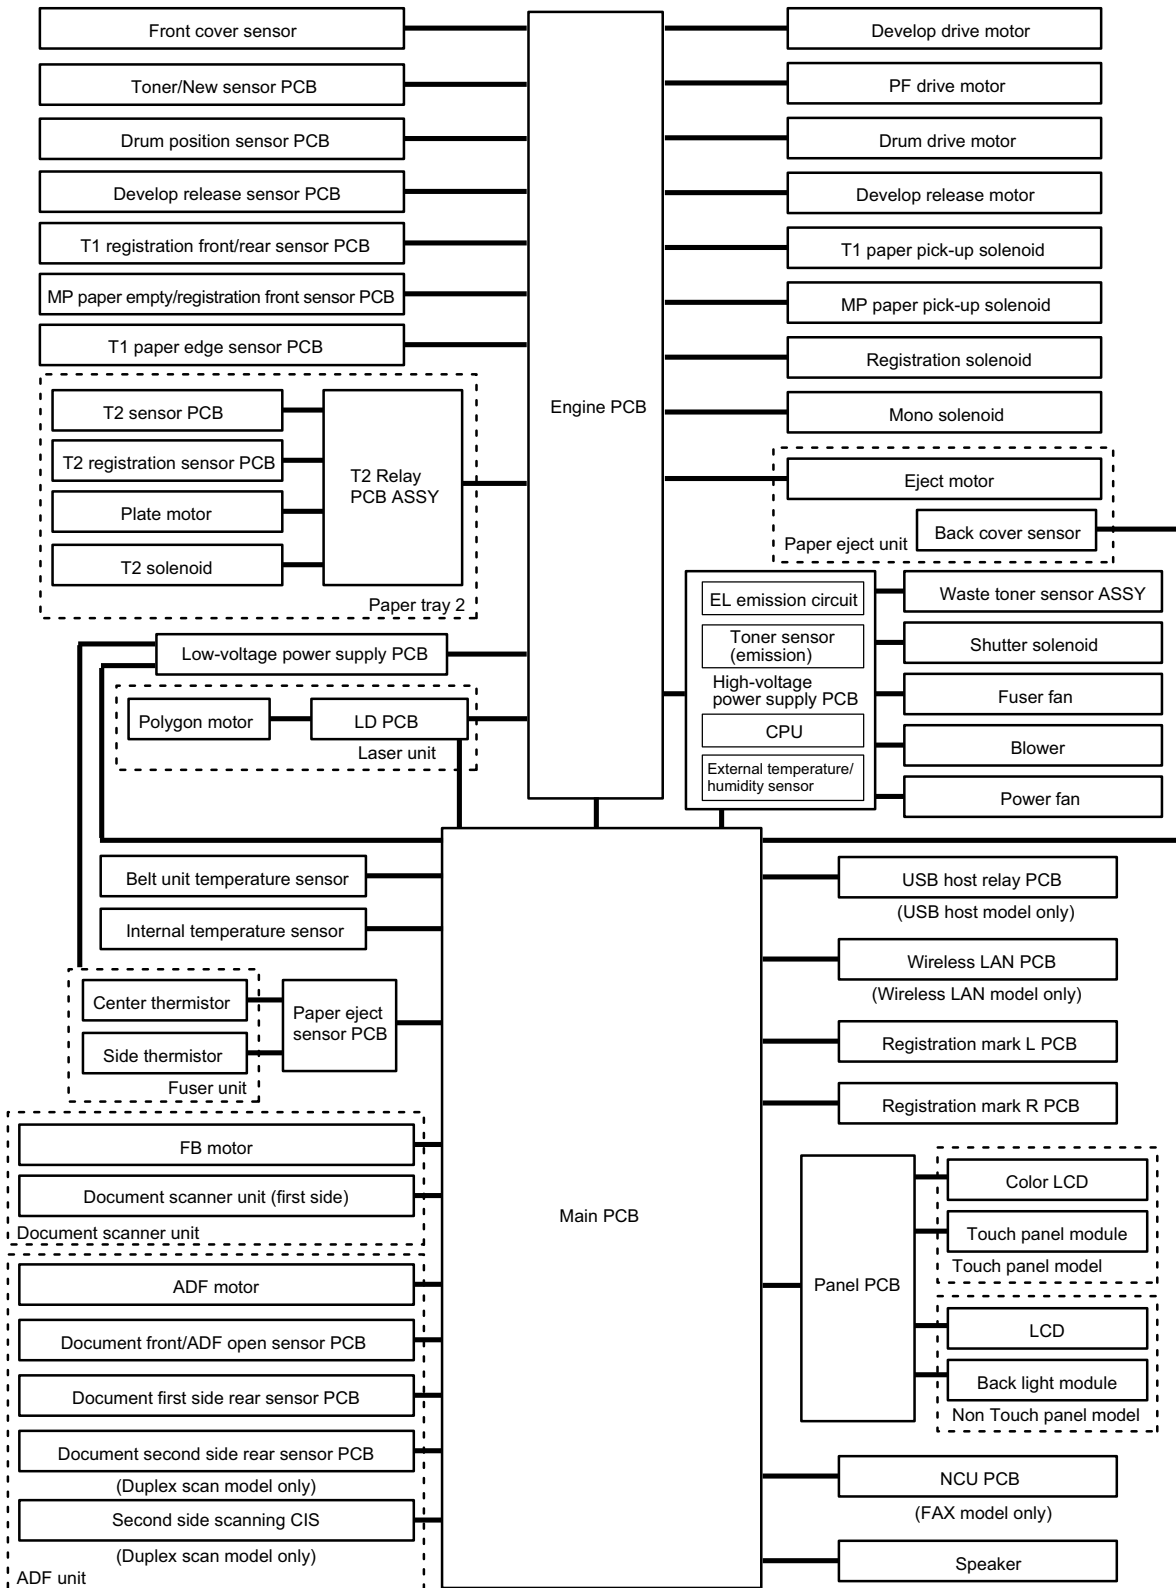 Front cover sensor
Toner/New sensor PCB
Drum position sensor PCB
Develop release sensor PCB
T1 registration front/rear sensor PCB
MP paper empty/registration front sensor PCB
T1 paper edge sensor PCB
T2 sensor PCB
T2 registration sensor PCB
Plate motor
T2 solenoid
T2 Relay
PCB ASSY
Paper tray 2
Low-voltage power supply PCB
Polygon motor
LD PCB
Laser unit
Engine PCB
Develop drive motor
PF drive motor
Drum drive motor
Develop release motor
T1 paper pick-up solenoid
MP paper pick-up solenoid
Registration solenoid
Mono solenoid
Eject motor
Back cover sensor
Paper eject unit
EL emission circuit
Toner sensor
(emission)
High-voltage
power supply PCB
CPU
External temperature/
humidity sensor
Waste toner sensor ASSY
Shutter solenoid
Fuser fan
Blower
Power fan
Belt unit temperature sensor
Internal temperature sensor
Center thermistor
Side thermistor
Fuser unit
Paper eject
sensor PCB
FB motor
Document scanner unit (first side)
Document scanner unit
ADF motor
Document front/ADF open sensor PCB
Document first side rear sensor PCB
Document second side rear sensor PCB
(Duplex scan model only)
Second side scanning CIS
(Duplex scan model only)
ADF unit
Main PCB
USB host relay PCB
(USB host model only)
Wireless LAN PCB
(Wireless LAN model only)
Registration mark L PCB
Registration mark R PCB
Panel PCB
Color LCD
Touch panel module
Touch panel model
LCD
Back light module
Non Touch panel model
NCU PCB
(FAX model only)
Speaker